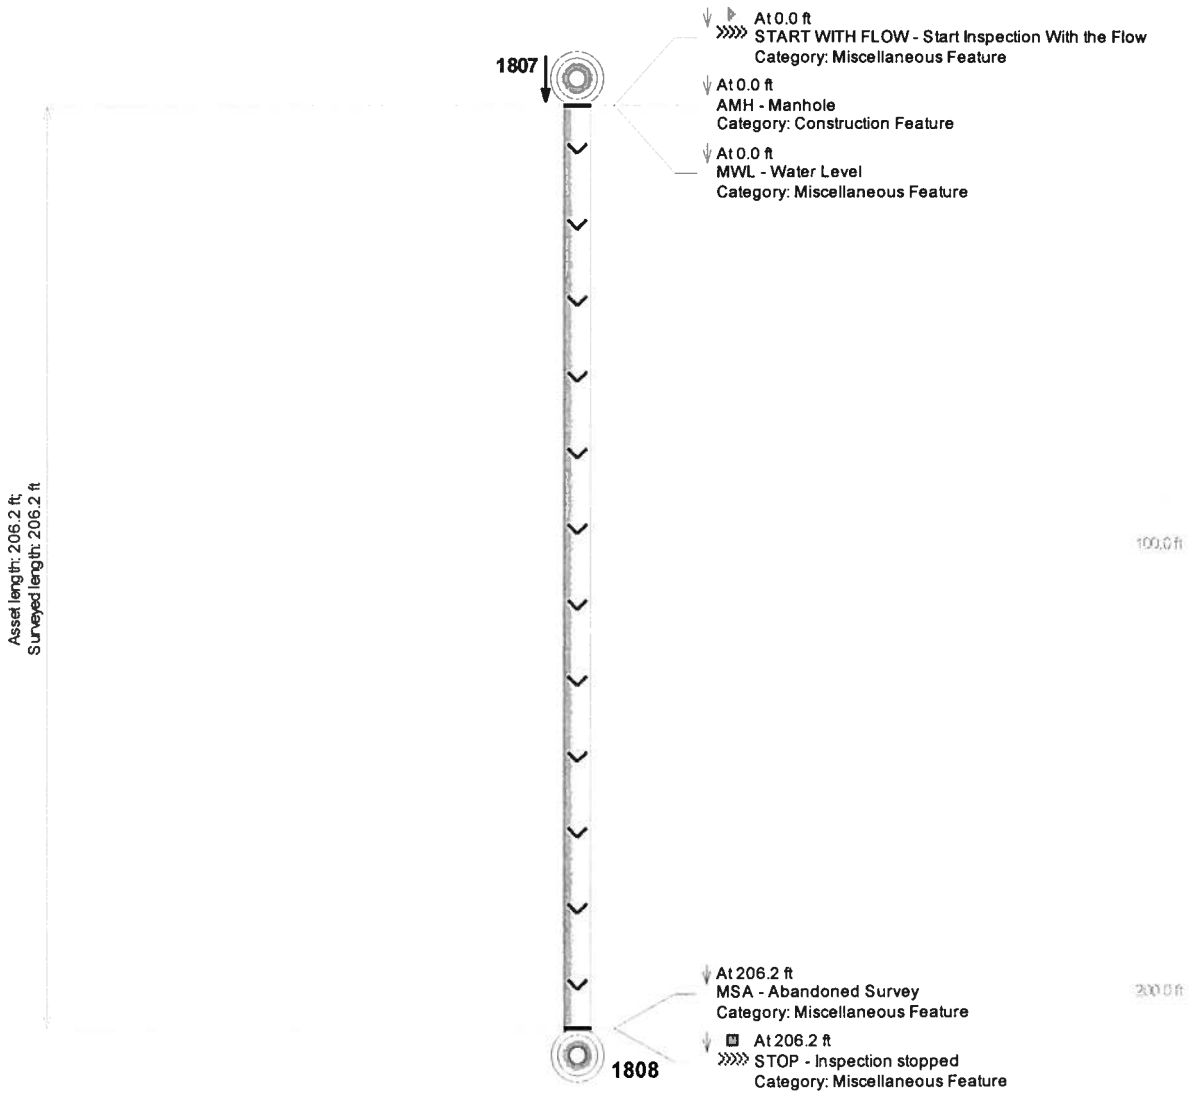 At 0.0 ft
START WITH FLOW - Start Inspection With the Flow
Category: Miscellaneous Feature
1807
At 0.0 ft
AMH - Manhole
Category: Construction Feature
At 0.0 ft
MWL - Water Level
Category: Miscellaneous Feature
Asset length: 206.2 ft;
Surveyed length: 206.2 ft
100.0 ft
At 206.2 ft
MSA - Abandoned Survey
Category: Miscellaneous Feature
200.0 ft
At 206.2 ft
STOP - Inspection stopped
Category: Miscellaneous Feature
1808